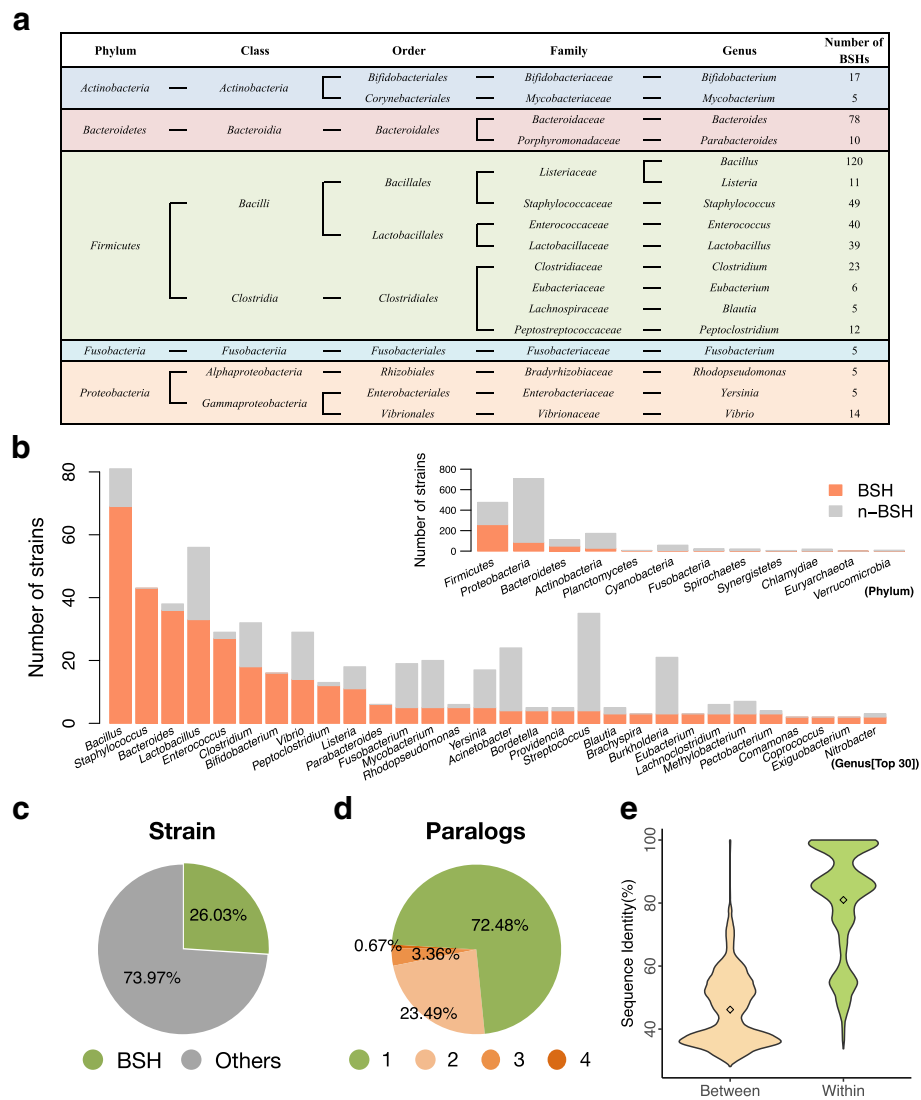 a
Phylum Class Order Family Genus Number of BSHs
Actinobacteria Actinobacteria Bifidobacteriales Bifidobacteriaceae Bifidobacterium 17
Corynebacteriales Mycobacteriaceae Mycobacterium 5
Bacteroidetes Bacteroidia Bacteroidales Bacteroidaceae Bacteroides 78
Porphyromonadaceae Parabacteroides 10
Firmicutes Bacilli Bacillales Listeriaceae Bacillus 120
Listeria 11
Staphylococcaceae Staphylococcus 49
Lactobacillales Enterococcaceae Enterococcus 40
Lactobacillaceae Lactobacillus 39
Clostridia Clostridiales Clostridiaceae Clostridium 23
Eubacteriaceae Eubacterium 6
Lachnospiraceae Blautia 5
Peptostreptococcaceae Peptoclostridium 12
Fusobacteria Fusobacteriia Fusobacteriales Fusobacteriaceae Fusobacterium 5
Proteobacteria Alphaproteobacteria Rhizobiales Bradyrhizobiaceae Rhodopseudomonas 5
Gammaproteobacteria Enterobacteriales Enterobacteriaceae Yersinia 5
Vibrionales Vibrionaceae Vibrio 14
b
Number of strains
0 20 40 60 80
Bacillus Staphylococcus Bacteroides Lactobacillus Enterococcus Clostridium Bifidobacterium Vibrio Peptoclostridium Listeria Parabacteroides Fusobacterium Mycobacterium Rhodopseudomonas Yersinia Acinetobacter Bordetella Providencia Streptococcus Blautia Brachyspira Burkholderia Eubacterium Lachnoclostridium Methylobacterium Pectobacterium Comamonas Coprococcus Exiguobacterium Nitrobacter
(Genus[Top 30])
Number of strains
0 200 400 600 800
Firmicutes Proteobacteria Bacteroidetes Actinobacteria Planctomycetes Cyanobacteria Fusobacteria Spirochaetes Synergistetes Chlamydiae Euryarchaeota Verrucomicrobia
(Phylum)
BSH
n-BSH
c
Strain
26.03%
73.97%
BSH Others
d
Paralogs
72.48%
0.67%
3.36%
23.49%
1 2 3 4
e
Sequence Identity(%)
40 60 80 100
Between Within